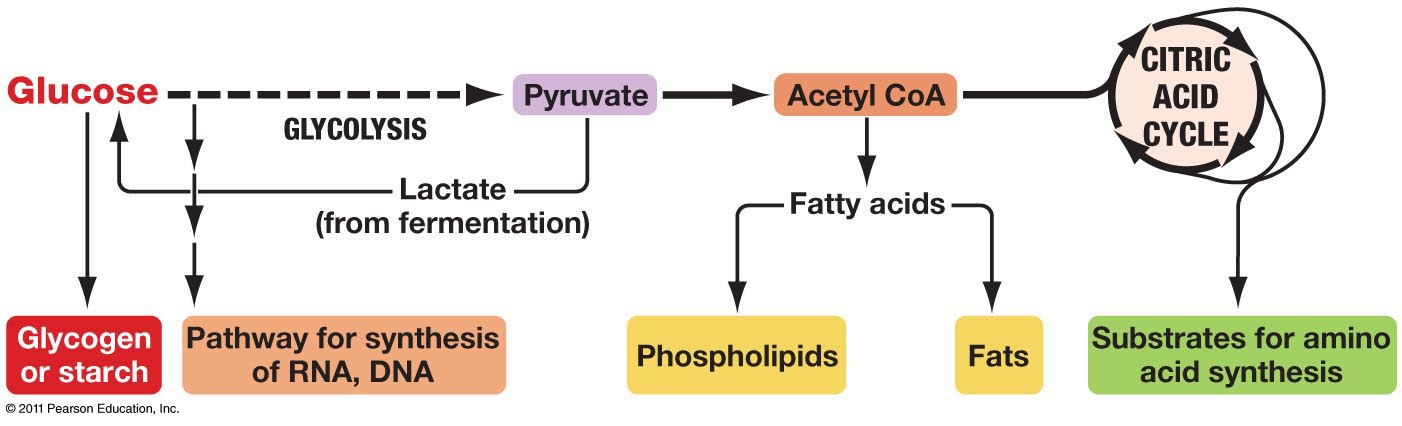 Glucose
GLYCOLYSIS
Pyruvate
Acetyl CoA
CITRIC
ACID
CYCLE
Lactate
(from fermentation)
Fatty acids
Glycogen
or starch
Pathway for synthesis
of RNA, DNA
Phospholipids
Fats
Substrates for amino
acid synthesis
© 2011 Pearson Education, Inc.